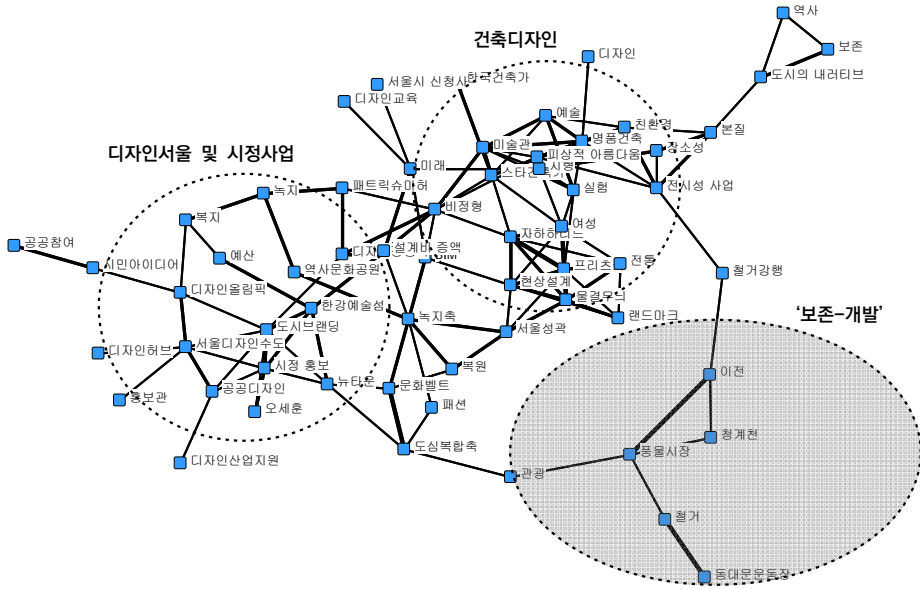 역사
건축디자인
보존
디자인
서울시 신청사
한국건축가
도시의 내러티브
디자인교육
예술
친환경
본질
명품건축
디자인서울 및 시정사업
미술관
장소성
피상적 아름다움
미래
시형
스타건축가
녹지
패트릭슈마허
실험
전시성 사업
비정형
복지
여성
자하하디드
공공참여
설계비 증액
예산
전통
시민아이디어
역사문화공원
프리츠
철거강행
현상설계
디자인올림픽
물결무늬
한강예술섬
랜드마크
'보존-개발'
녹지축
도시브랜딩
서울성곽
서울디자인수도
디자인허브
시정 홍보
복원
이전
뉴타운
문화벨트
공공디자인
홍보관
패션
오세훈
청계천
도심복합축
풍물시장
디자인산업지원
관광
철거
동대문운동장